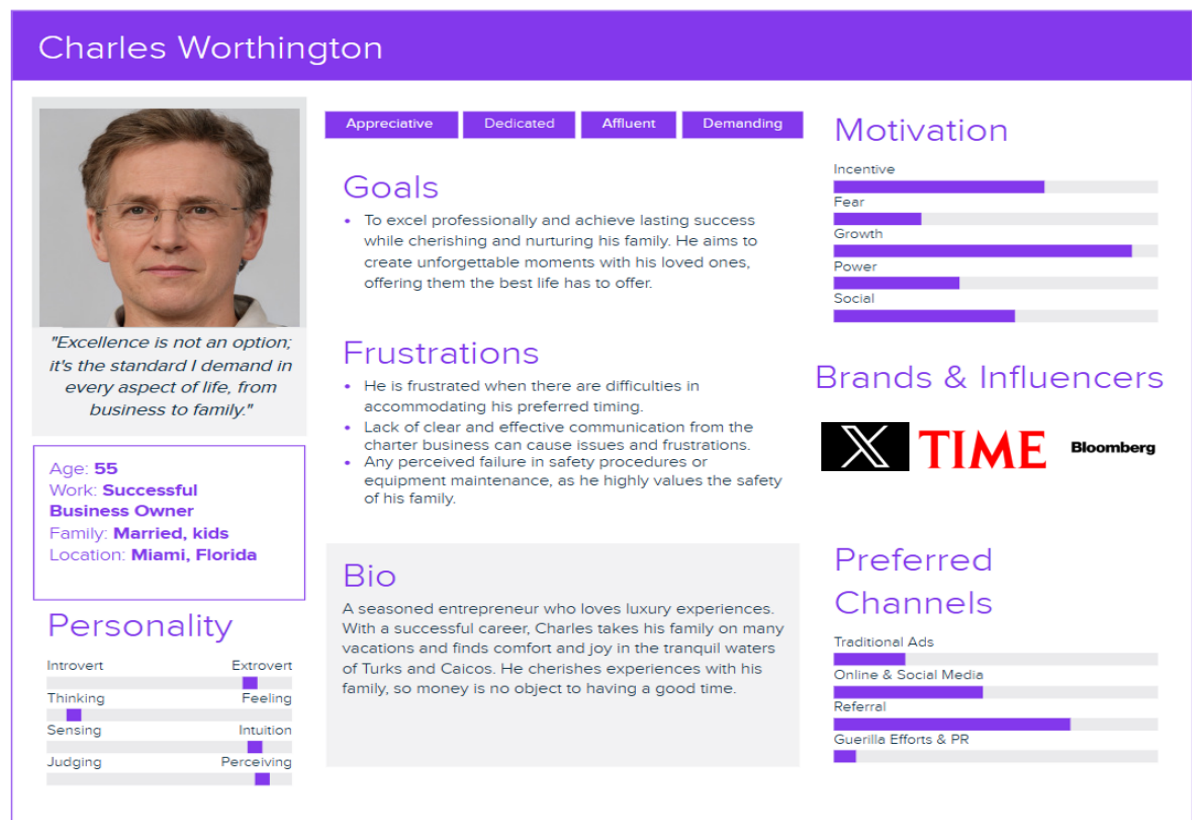 Charles Worthington
"Excellence is not an option;
it's the standard I demand in
every aspect of life, from
business to family."
Age: 55
Work: Successful
Business Owner
Family: Married, kids
Location: Miami, Florida
Personality
Introvert Extrovert
Thinking Feeling
Sensing Intuition
Judging Perceiving
Appreciative Dedicated Affluent Demanding
Goals
• To excel professionally and achieve lasting success
while cherishing and nurturing his family. He aims to
create unforgettable moments with his loved ones,
offering them the best life has to offer.
Frustrations
• He is frustrated when there are difficulties in
accommodating his preferred timing.
• Lack of clear and effective communication from the
charter business can cause issues and frustrations.
• Any perceived failure in safety procedures or
equipment maintenance, as he highly values the safety
of his family.
Bio
A seasoned entrepreneur who loves luxury experiences.
With a successful career, Charles takes his family on many
vacations and finds comfort and joy in the tranquil waters
of Turks and Caicos. He cherishes experiences with his
family, so money is no object to having a good time.
Motivation
Incentive
Fear
Growth
Power
Social
Brands & Influencers
X TIME Bloomberg
Preferred
Channels
Traditional Ads
Online & Social Media
Referral
Guerilla Efforts & PR